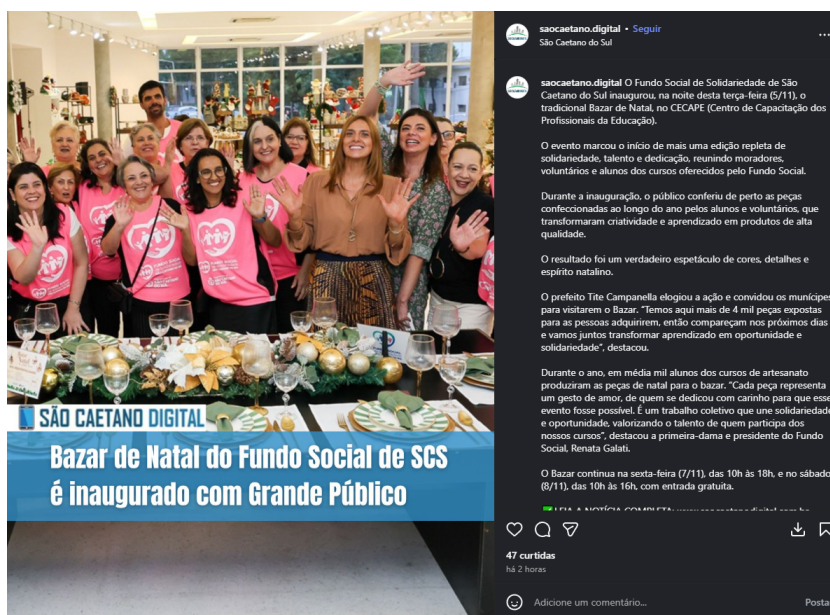 SÃO CAETANO DIGITAL
Bazar de Natal do Fundo Social de SCS
é inaugurado com Grande Público
saocaetano.digital • Seguir
São Caetano do Sul
saocaetano.digital O Fundo Social de Solidariedade de São
Caetano do Sul inaugurou, na noite desta terça-feira (5/11), o
tradicional Bazar de Natal, no CECAPE (Centro de Capacitação dos
Profissionais da Educação).
O evento marcou o início de mais uma edição repleta de
solidariedade, talento e dedicação, reunindo moradores,
voluntários e alunos dos cursos oferecidos pelo Fundo Social.
Durante a inauguração, o público conferiu de perto as peças
confeccionadas ao longo do ano pelos alunos e voluntários, que
transformaram criatividade e aprendizado em produtos de alta
qualidade.
O resultado foi um verdadeiro espetáculo de cores, detalhes e
espírito natalino.
O prefeito Tite Campanella elogiou a ação e convidou os munícipes
para visitarem o Bazar. "Temos aqui mais de 4 mil peças expostas
para as pessoas adquirirem, então compareçam nos próximos dias
e vamos juntos transformar aprendizado em oportunidade e
solidariedade", destacou.
Durante o ano, em média mil alunos dos cursos de artesanato
produziram as peças de natal para o bazar. "Cada peça representa
um gesto de amor, de quem se dedicou com carinho para que esse
evento fosse possível. É um trabalho coletivo que une solidariedade
e oportunidade, valorizando o talento de quem participa dos
nossos cursos", destacou a primeira-dama e presidente do Fundo
Social, Renata Galati.
O Bazar continua na sexta-feira (7/11), das 10h às 18h, e no sábado
(8/11), das 10h às 16h, com entrada gratuita.
47 curtidas
há 2 horas
Adicione um comentário...
Posta